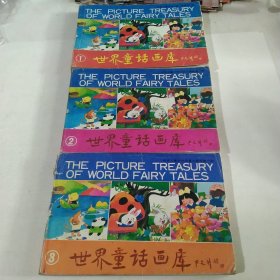 THE PICTURE TREASURY
OF WORLD FAIRY TALES
① 世界童话画库
THE PICTURE TREASURY
OF WORLD FAIRY TALES
② 世界童话画库
THE PICTURE TREASURY
OF WORLD FAIRY TALES
③ 世界童话画库